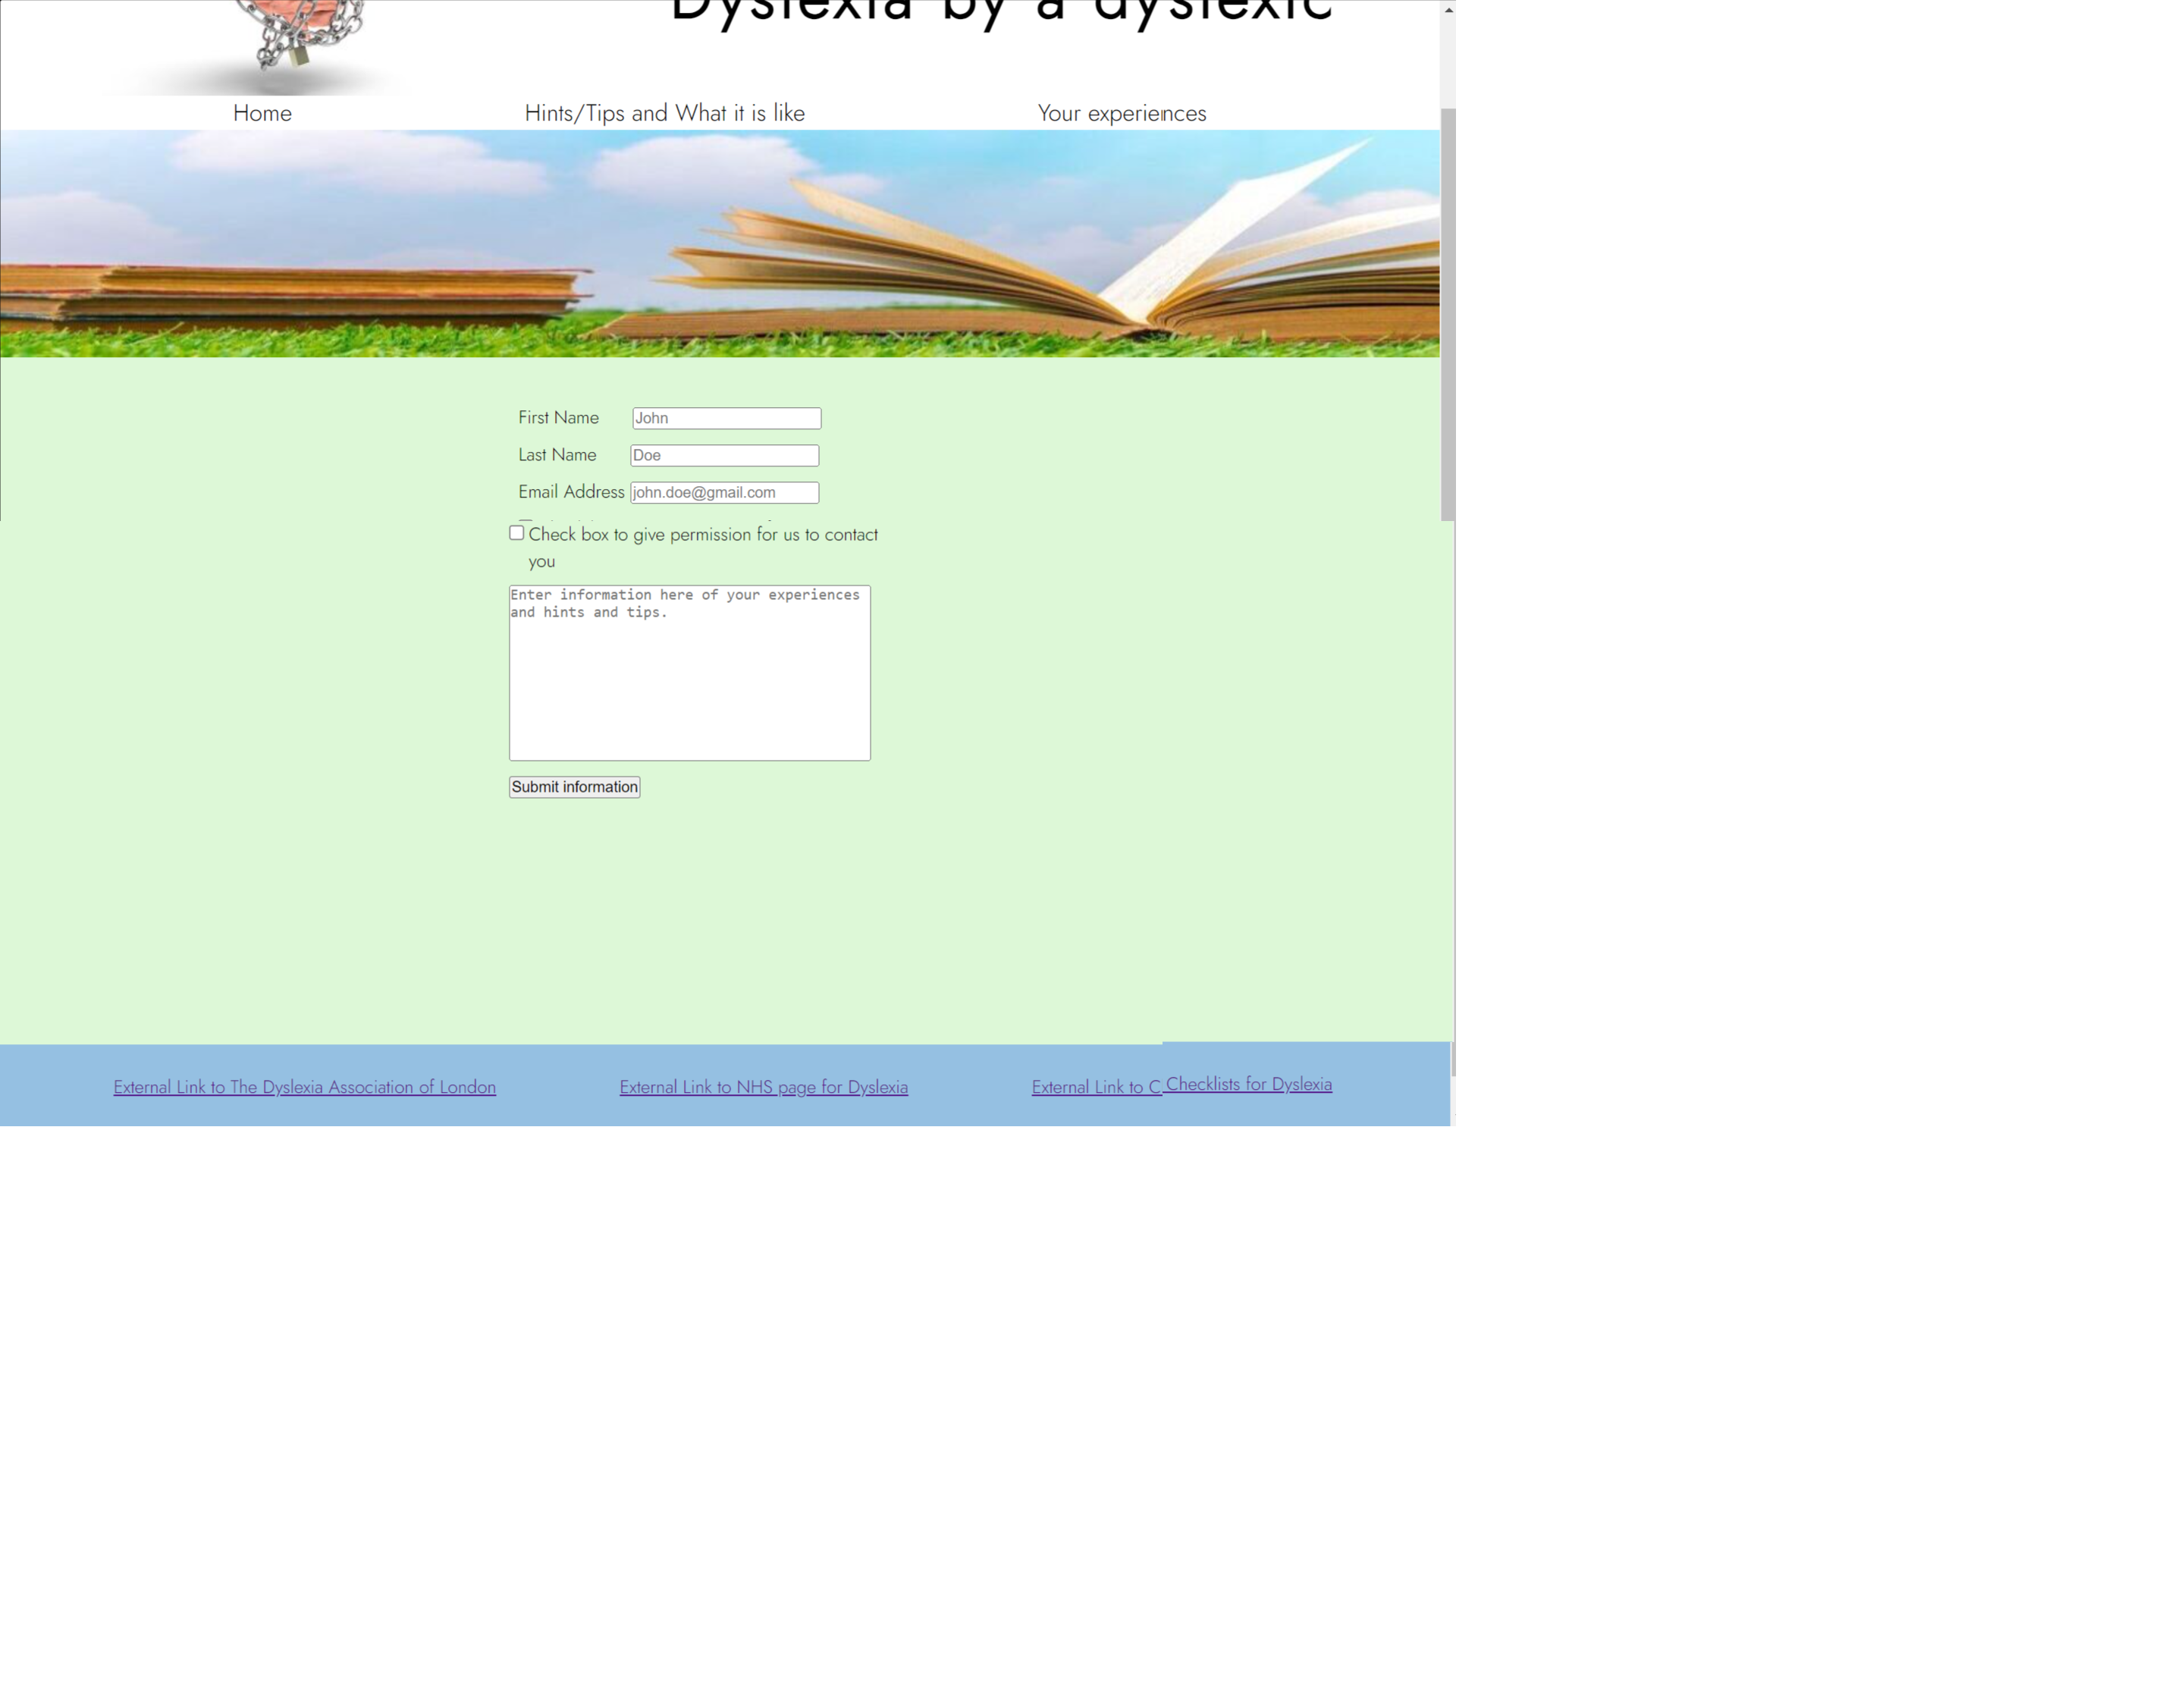 Dyslexia by a dyslexic
Home
Hints/Tips and What it is like
Your experiences
First Name
John
Last Name
Doe
Email Address
john.doe@gmail.com
Check box to give permission for us to contact
you
Enter information here of your experiences
and hints and tips.
Submit information
External Link to The Dyslexia Association of London
External Link to NHS page for Dyslexia
External Link to C Checklists for Dyslexia